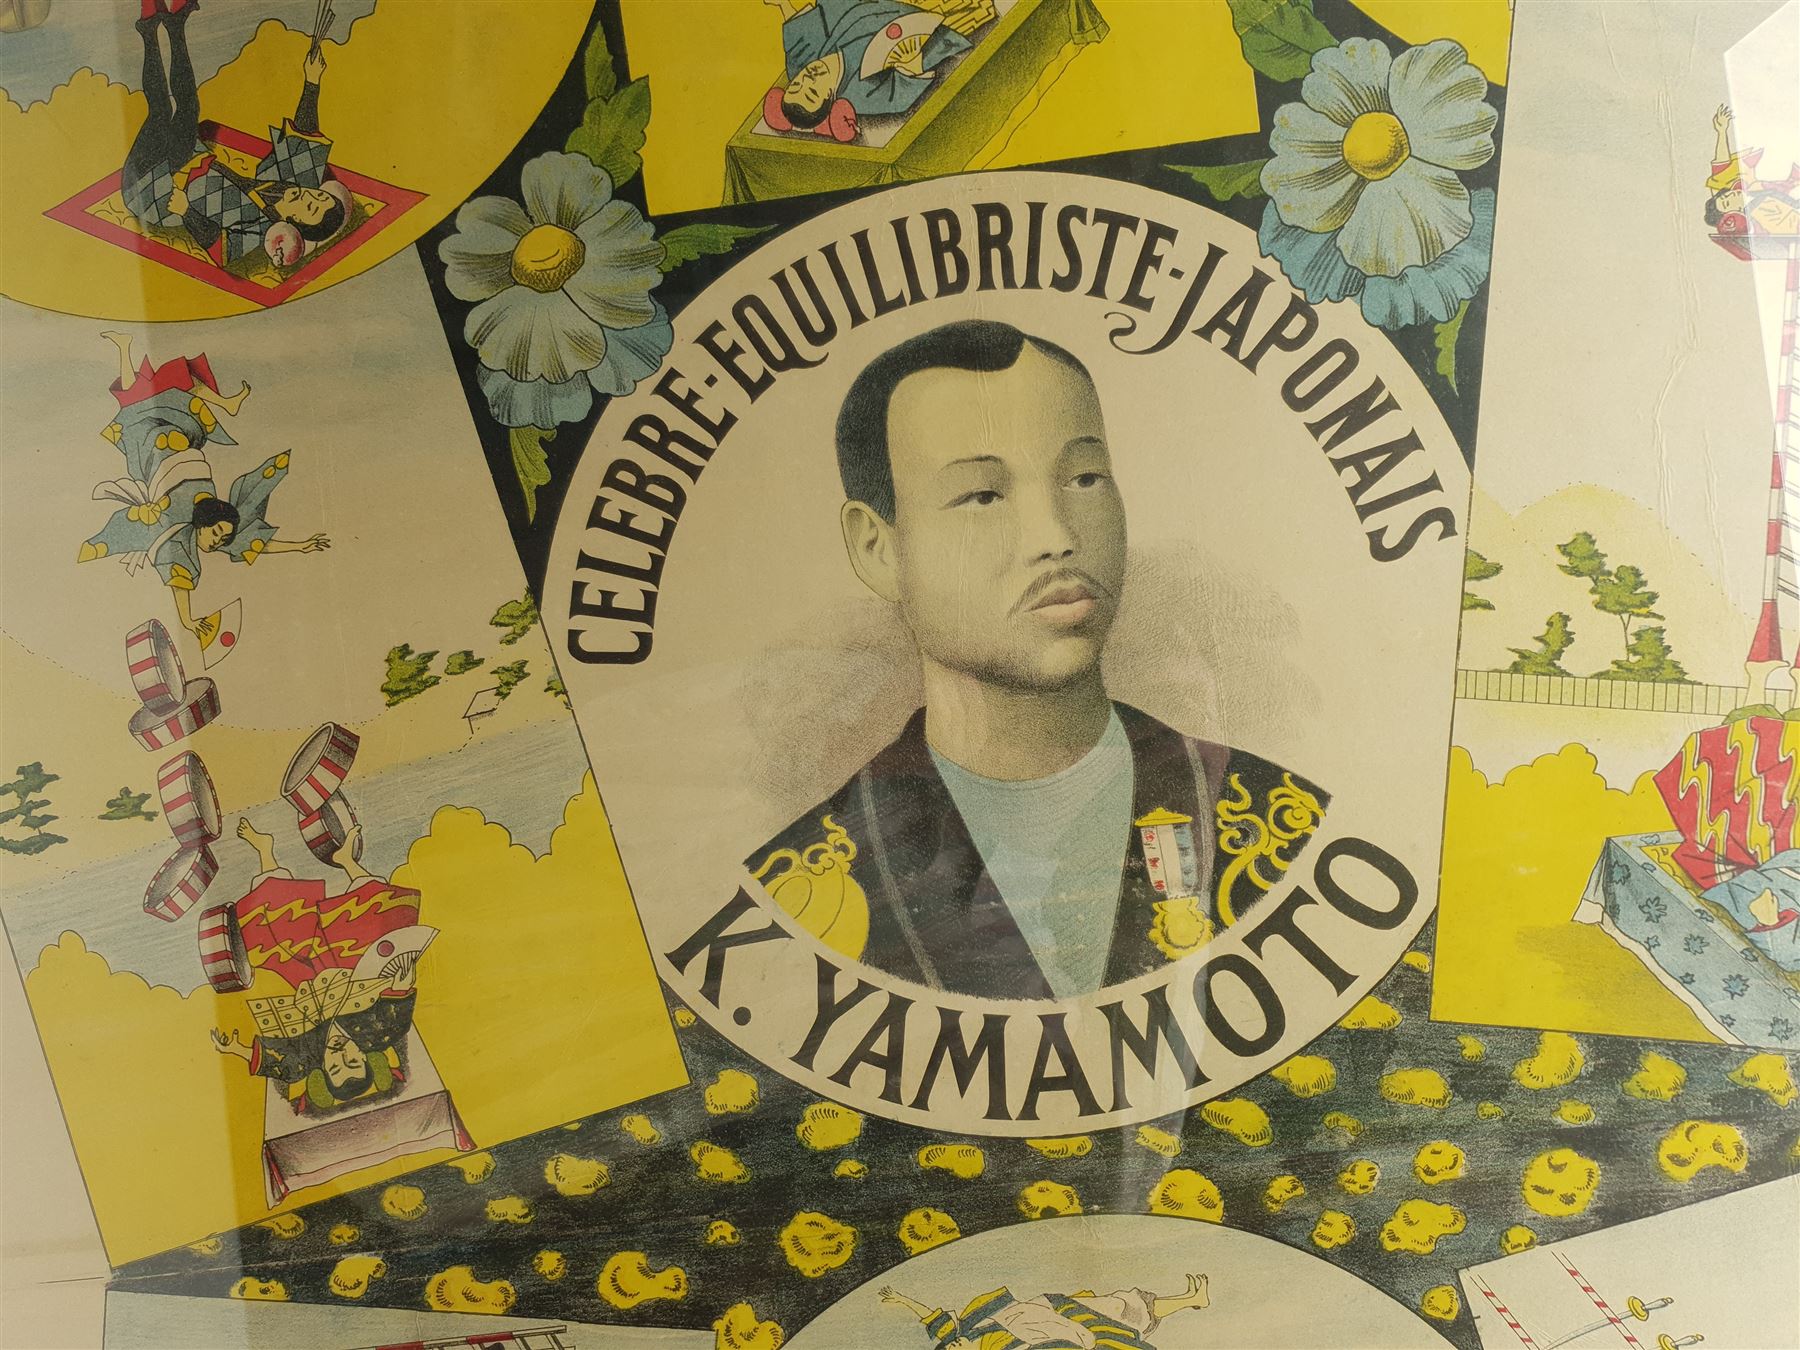 CELEBRE-EQUILIBRISTE-JAPONAIS
K. YAMAMOTO